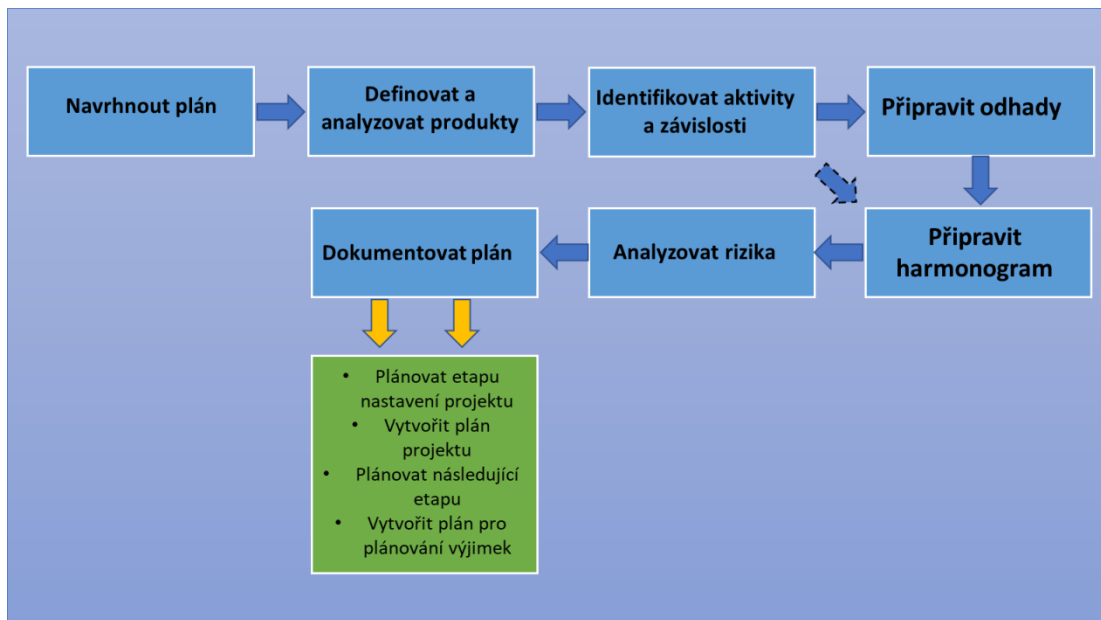 Navrhnout plán
Definovat a
analyzovat produkty
Identifikovat aktivity
a závislosti
Připravit odhady
Připravit
harmonogram
Analyzovat rizika
Dokumentovat plán
• Plánovat etapu
nastavení projektu
• Vytvořit plán
projektu
• Plánovat následující
etapu
• Vytvořit plán pro
plánování výjimek